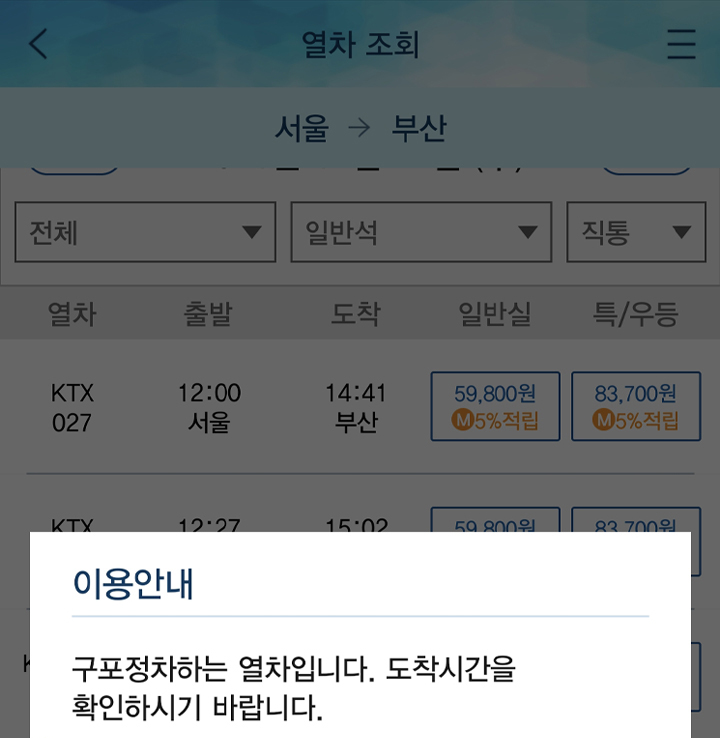 열차 조회
서울 → 부산
전체 일반석 직통
열차 출발 도착 일반실 특/우등
KTX 12:00 14:41 59,800원 83,700원
027 서울 부산 M5%적립 M5%적립
KTX 12:27 15:02 59,800원 83,700원
이용안내
구포정차하는 열차입니다. 도착시간을
확인하시기 바랍니다.